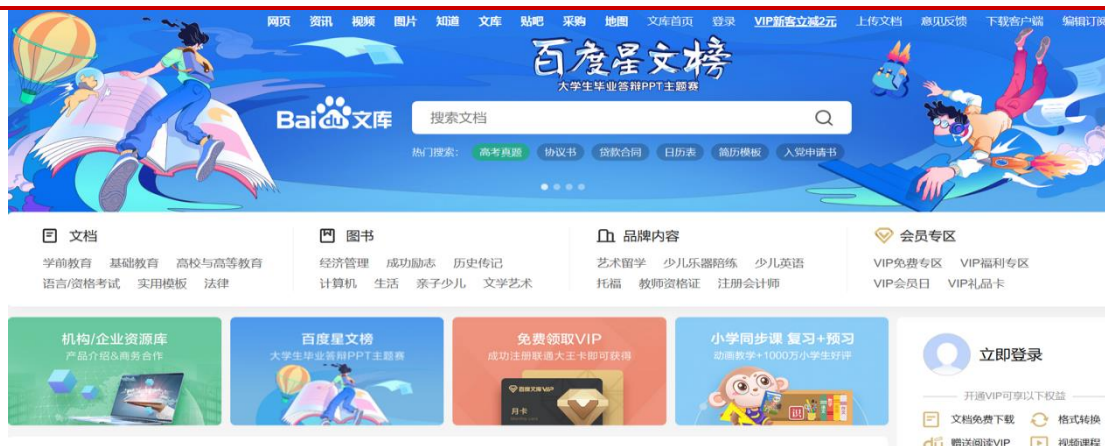 网页 资讯 视频 图片 知道 文库 贴吧 采购 地图 文库首页 登录 VIP新客立减2元 上传文档 意见反馈 下载客户端 编辑订阅
百度星文榜
大学生毕业答辩PPT主题赛
Baidu文库 搜索文档
热门搜索: 高考真题 协议书 贷款合同 日历表 简历模板 入党申请书
文档 图书 品牌内容 会员专区
学前教育 基础教育 高校与高等教育 经济管理 成功励志 历史传记 艺术留学 少儿乐器陪练 少儿英语 VIP免费专区 VIP福利专区
语言/资格考试 实用模板 法律 计算机 生活 亲子少儿 文学艺术 托福 教师资格证 注册会计师 VIP会员日 VIP礼品卡
机构/企业资源库 百度星文榜 免费领取VIP 小学同步课 复习+预习
产品介绍&商务合作 大学生毕业答辩PPT主题赛 成功注册联通大王卡即可获得 动画教学+1000万小学生好评
立即登录
百度文库VIP
月卡
识
开通VIP可享以下权益
文档免费下载 格式转换
du 赠送阅读VIP 视频课程